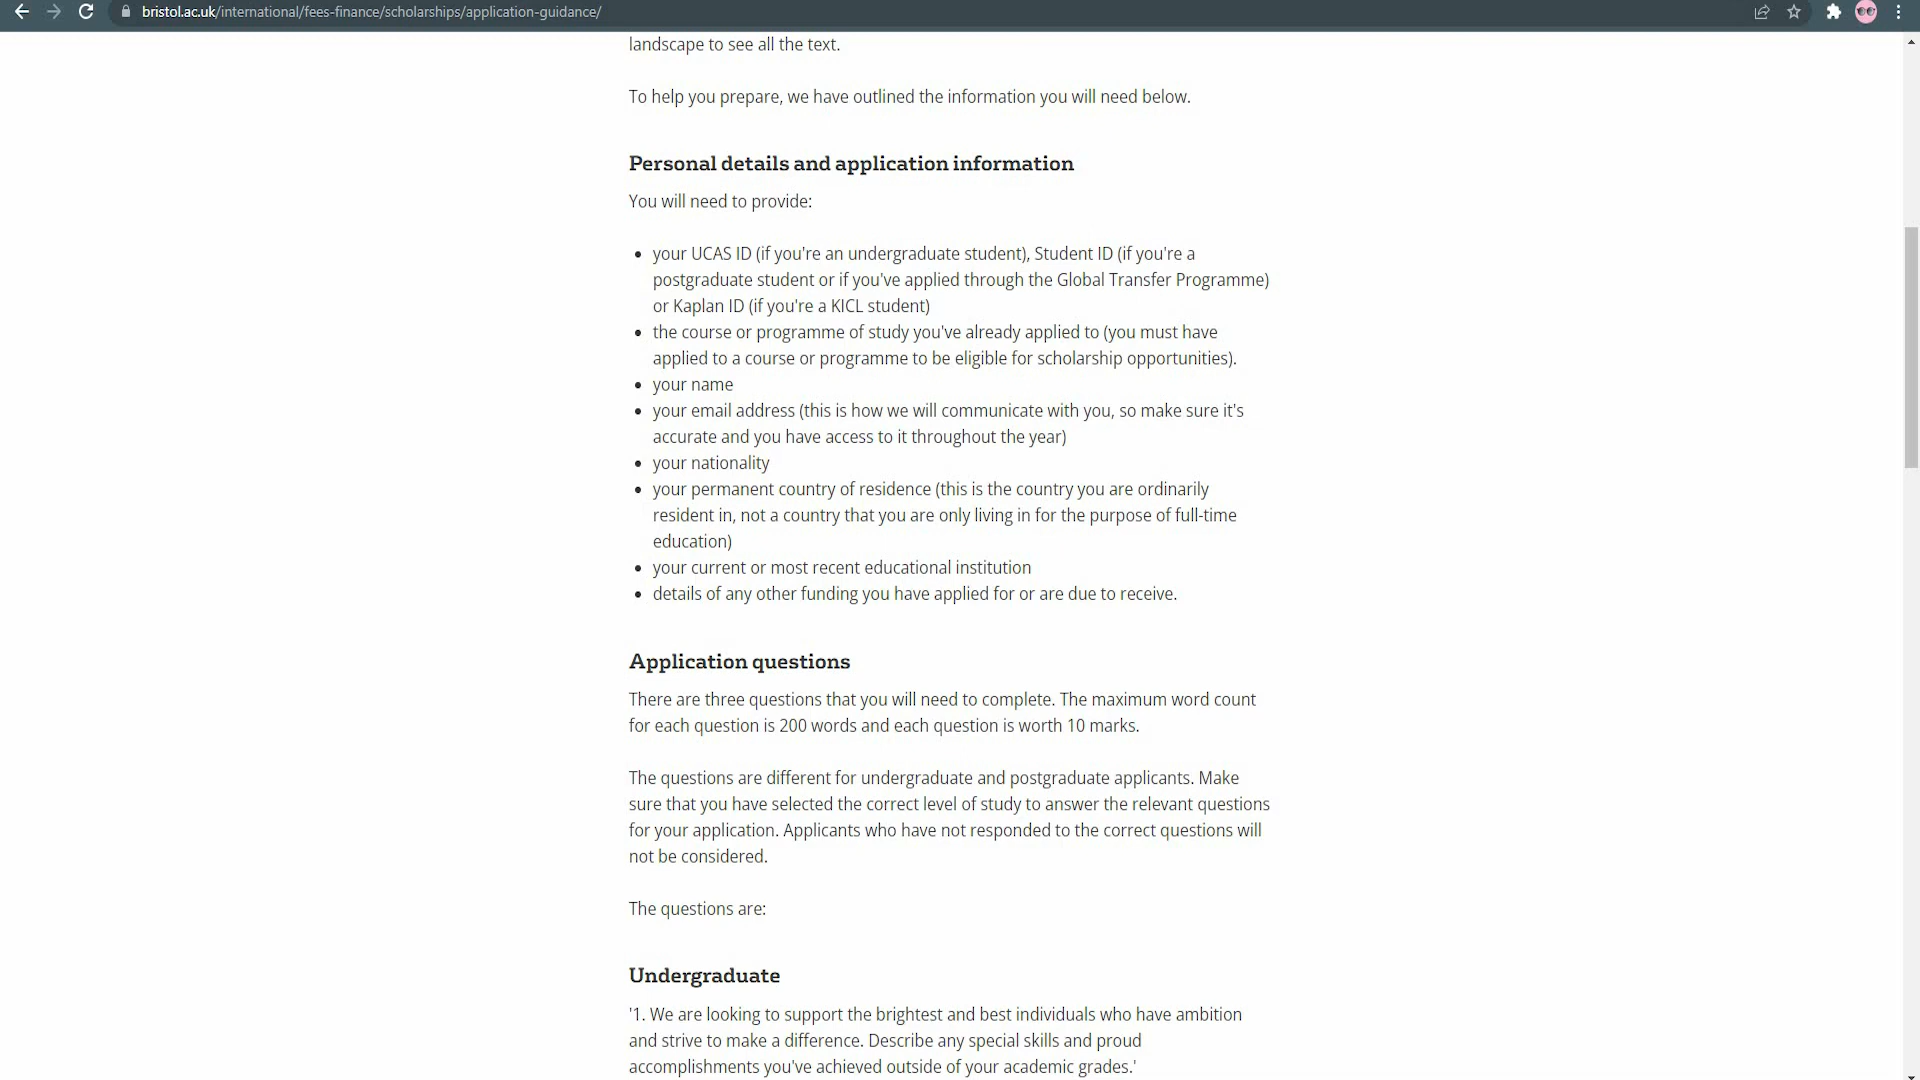 bristol.ac.uk/international/fees-finance/scholarships/application-guidance/
landscape to see all the text.
To help you prepare, we have outlined the information you will need below.
Personal details and application information
You will need to provide:
your UCAS ID (if you're an undergraduate student), Student ID (if you're a
postgraduate student or if you've applied through the Global Transfer Programme)
or Kaplan ID (if you're a KICL student)
the course or programme of study you've already applied to (you must have
applied to a course or programme to be eligible for scholarship opportunities).
your name
your email address (this is how we will communicate with you, so make sure it's
accurate and you have access to it throughout the year)
your nationality
your permanent country of residence (this is the country you are ordinarily
resident in, not a country that you are only living in for the purpose of full-time
education)
your current or most recent educational institution
details of any other funding you have applied for or are due to receive.
Application questions
There are three questions that you will need to complete. The maximum word count
for each question is 200 words and each question is worth 10 marks.
The questions are different for undergraduate and postgraduate applicants. Make
sure that you have selected the correct level of study to answer the relevant questions
for your application. Applicants who have not responded to the correct questions will
not be considered.
The questions are:
Undergraduate
'1. We are looking to support the brightest and best individuals who have ambition
and strive to make a difference. Describe any special skills and proud
accomplishments you've achieved outside of your academic grades.'